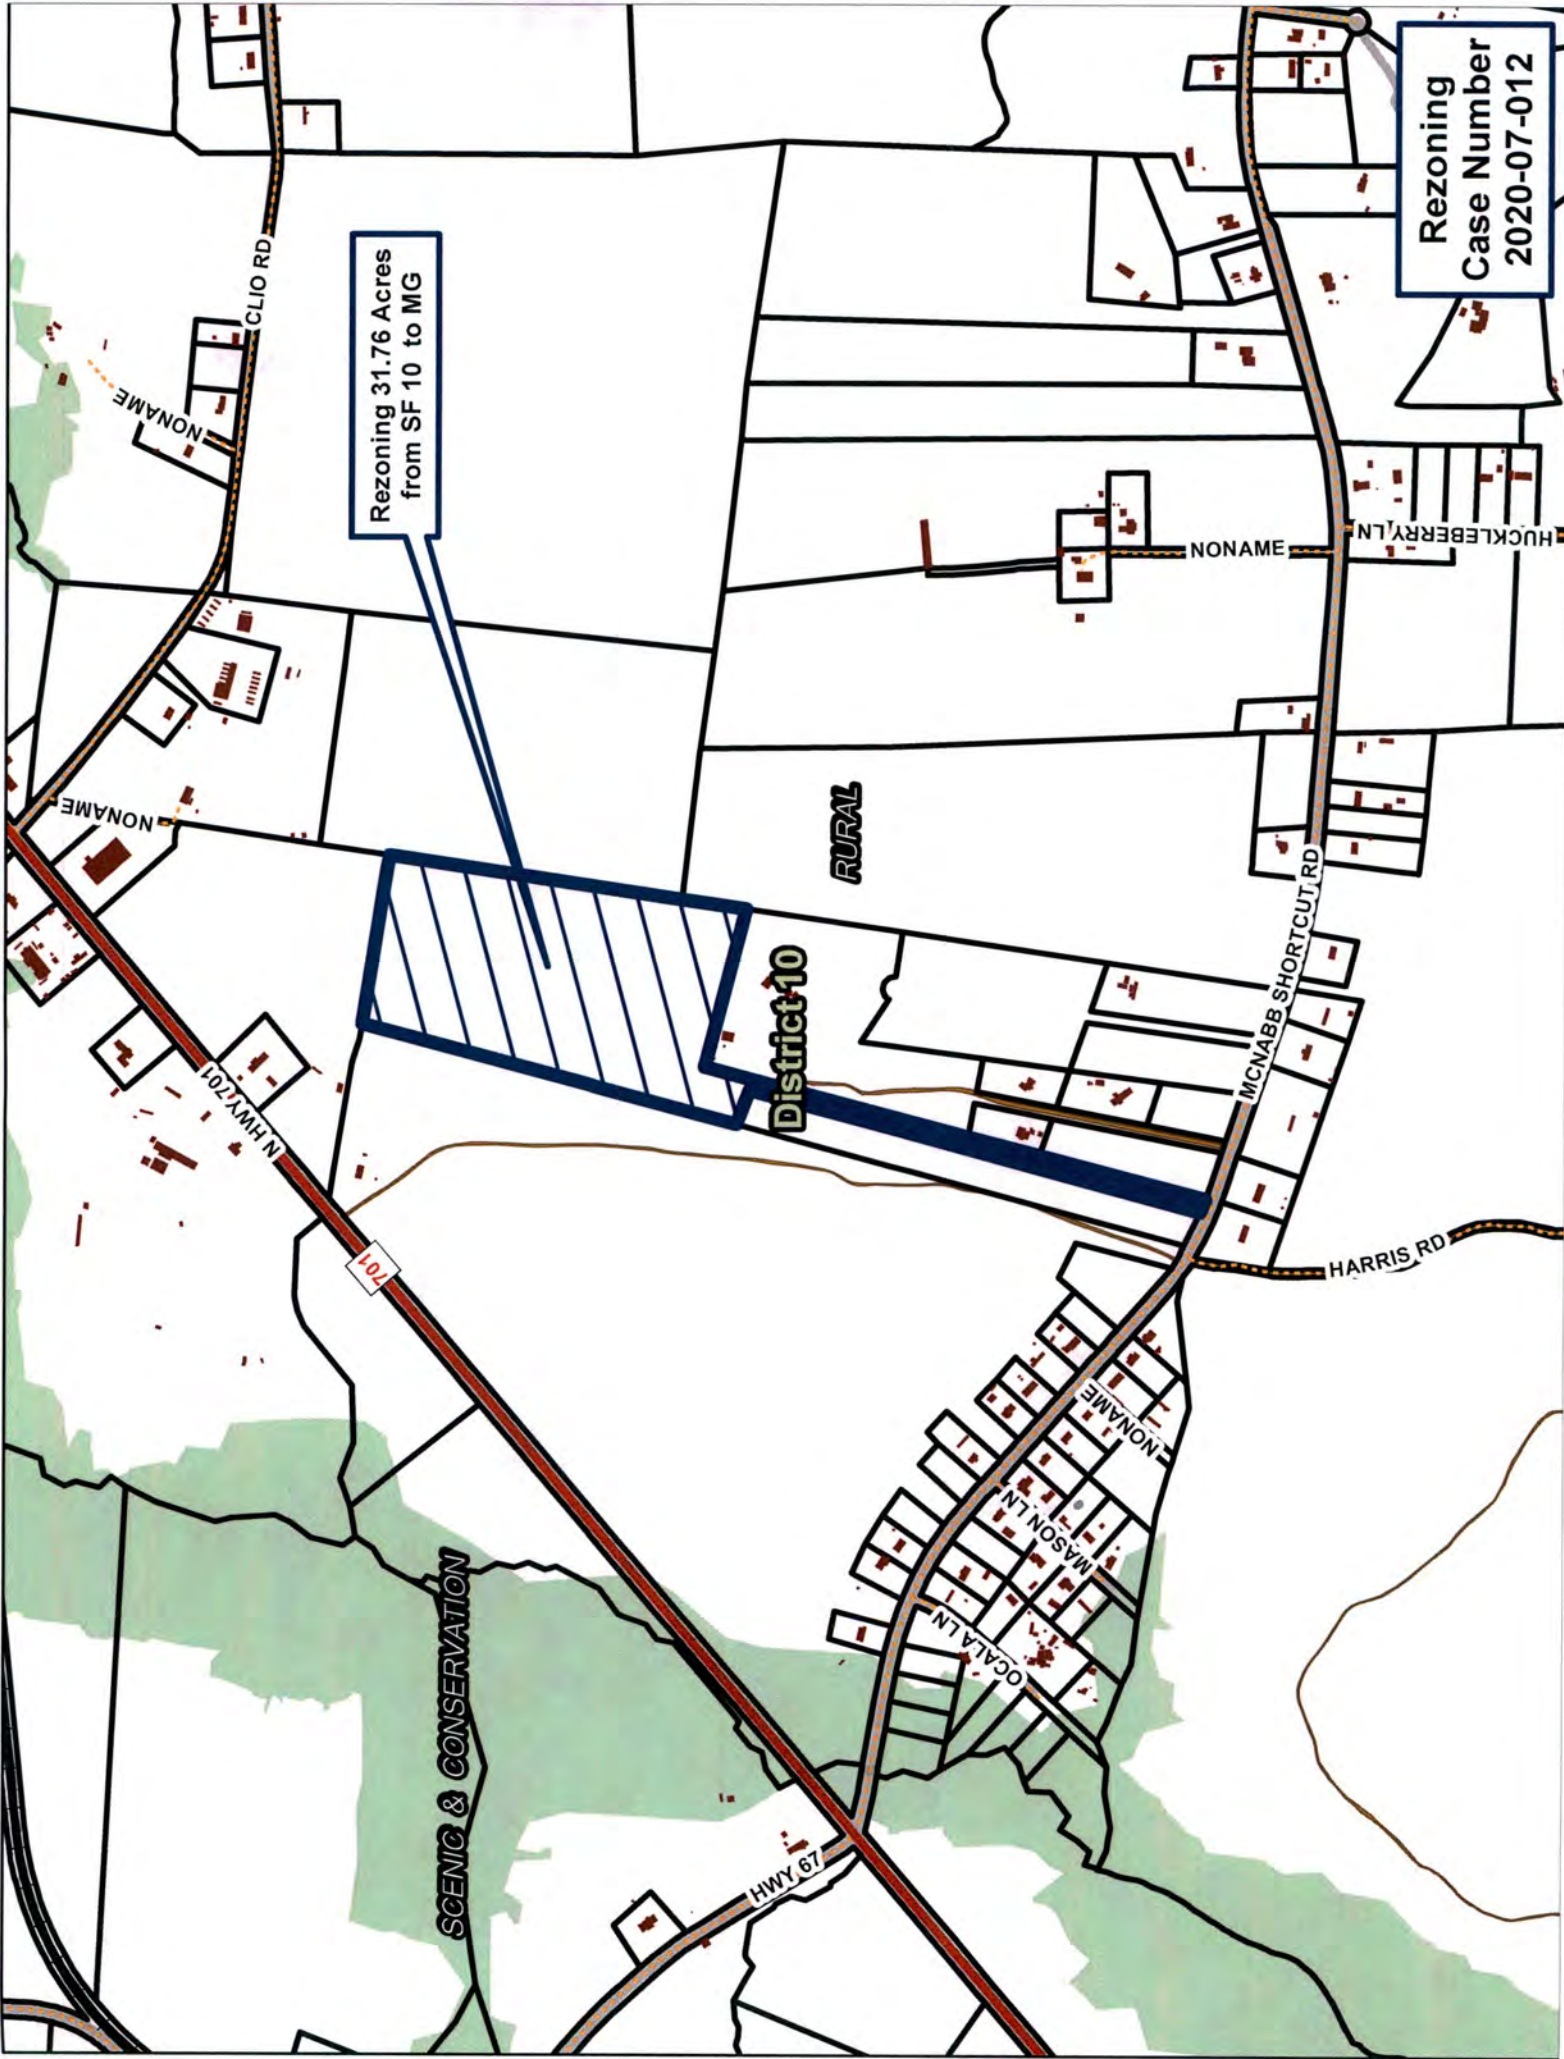 Rezoning
Case Number
2020-07-012
Rezoning 31.76 Acres
from SF 10 to MG
CLIO RD
NONAME
NONAME
N HWY 701
701
SCENIC & CONSERVATION
HWY 67
RURAL
District 10
MCNABB SHORTCUT RD
NONAME
HUCKLEBERRY LN
HARRIS RD
NONAME
MASON LN
OCALA LN